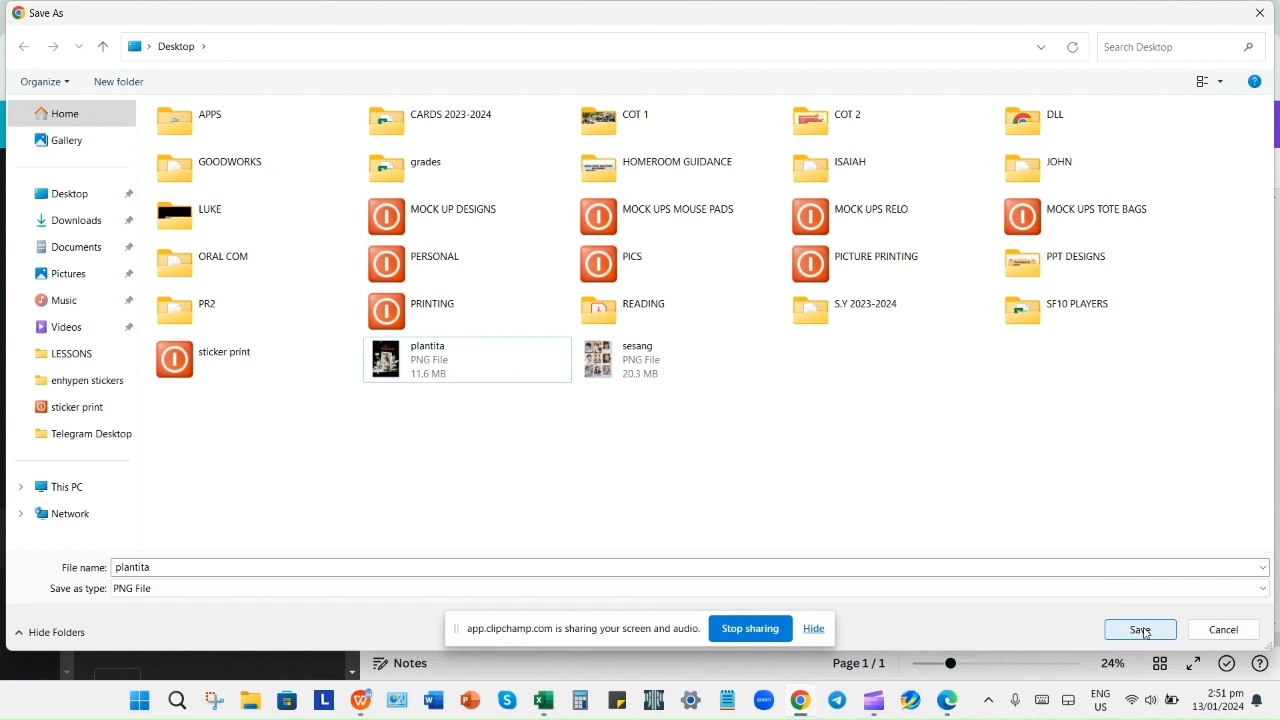 Save As
Desktop
Search Desktop
Organize
New folder
Home
Gallery
Desktop
Downloads
Documents
Pictures
Music
Videos
LESSONS
enhypen stickers
sticker print
Telegram Desktop
This PC
Network
APPS
CARDS 2023-2024
COT 1
COT 2
DLL
GOODWORKS
grades
HOMEROOM GUIDANCE
ISAIAH
JOHN
LUKE
MOCK UP DESIGNS
MOCK UPS MOUSE PADS
MOCK UPS RELO
MOCK UPS TOTE BAGS
ORAL COM
PERSONAL
PICS
PICTURE PRINTING
PPT DESIGNS
PR2
PRINTING
READING
S.Y 2023-2024
SF10 PLAYERS
sticker print
plantita
PNG File
11.6 MB
sesang
PNG File
20.3 MB
File name: plantita
Save as type: PNG File
Hide Folders
app.clipchamp.com is sharing your screen and audio.
Stop sharing
Hide
Save
Cancel
Notes
Page 1 / 1
24%
ENG
US
2:51 pm
13/01/2024